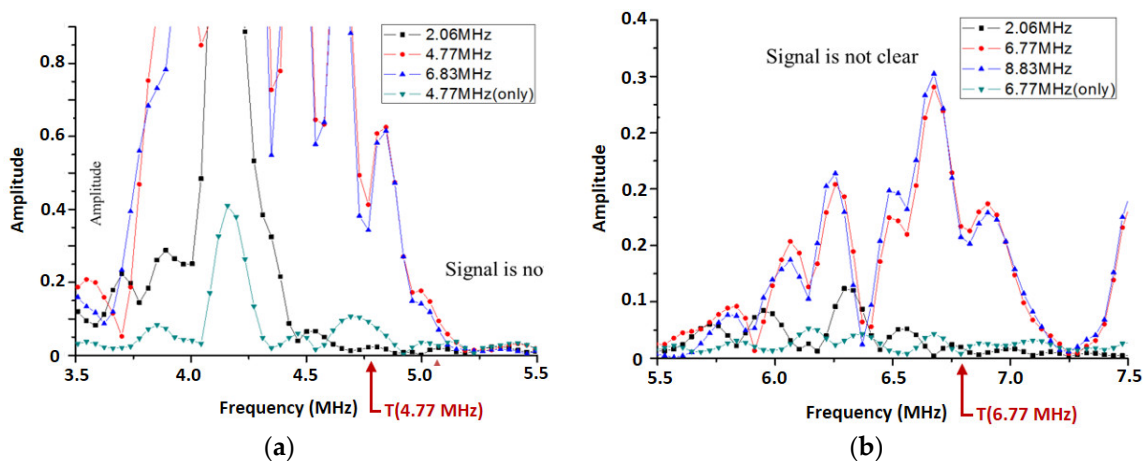 2.06MHz
4.77MHz
6.83MHz
4.77MHz(only)
Amplitude
Amplitude
Signal is no
1
0.8
0.6
0.4
0.2
0
3.5
4
4.5
5.0
5.5
Frequency (MHz)
T(4.77 MHz)
(a)
2.06MHz
6.77MHz
8.83MHz
6.77MHz(only)
Signal is not clear
Amplitude
0.4
0.3
0.2
0.2
0.2
0.1
0
5.5
6.0
6.5
7.0
7.5
Frequency (MHz)
T(6.77 MHz)
(b)